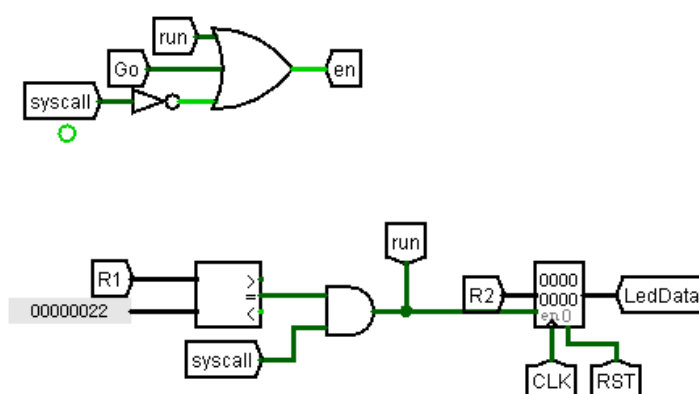 run
Go
en
syscall
run
R1
>
=
<
00000022
R2
0000
0000
en 0
LedData
syscall
CLK
RST